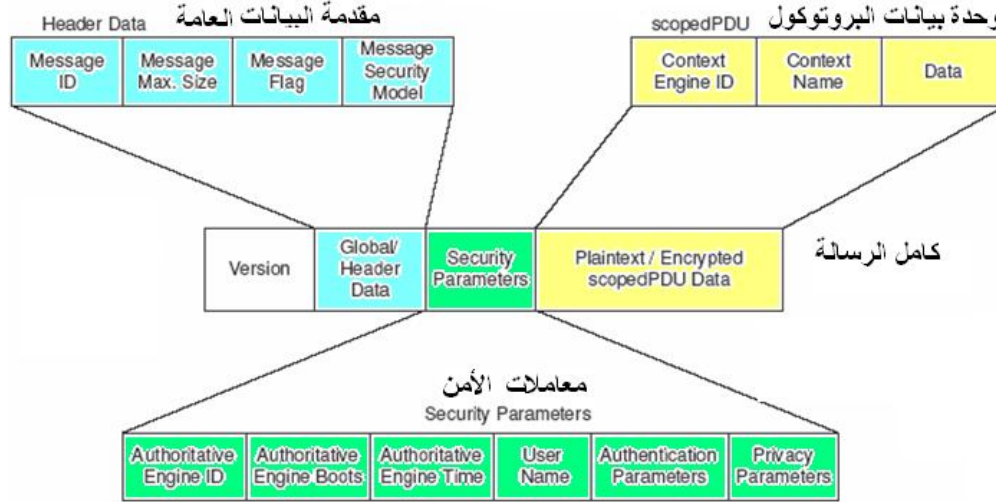 مقدمة البيانات العامة
Header Data
Message ID
Message Max. Size
Message Flag
Message Security Model
وحدة بيانات البروتوكول
scopedPDU
Context Engine ID
Context Name
Data
Version
Global/ Header Data
Security Parameters
Plaintext / Encrypted scopedPDU Data
كامل الرسالة
معاملات الأمن
Security Parameters
Authoritative Engine ID
Authoritative Engine Boots
Authoritative Engine Time
User Name
Authentication Parameters
Privacy Parameters